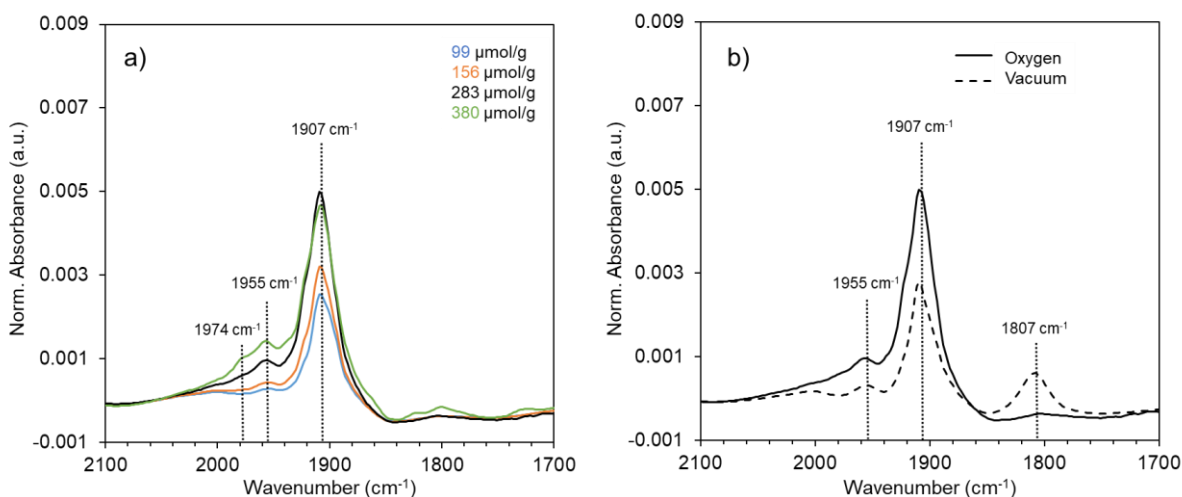 a)
99 µmol/g
156 µmol/g
283 µmol/g
380 µmol/g
1907 cm-1
1955 cm-1
1974 cm-1
0.009
0.007
0.005
0.003
0.001
-0.001
Norm. Absorbance (a.u.)
2100
2000
1900
1800
1700
Wavenumber (cm-1)
b)
Oxygen
Vacuum
1907 cm-1
1955 cm-1
1807 cm-1
0.009
0.007
0.005
0.003
0.001
-0.001
Norm. Absorbance (a.u.)
2100
2000
1900
1800
1700
Wavenumber (cm-1)